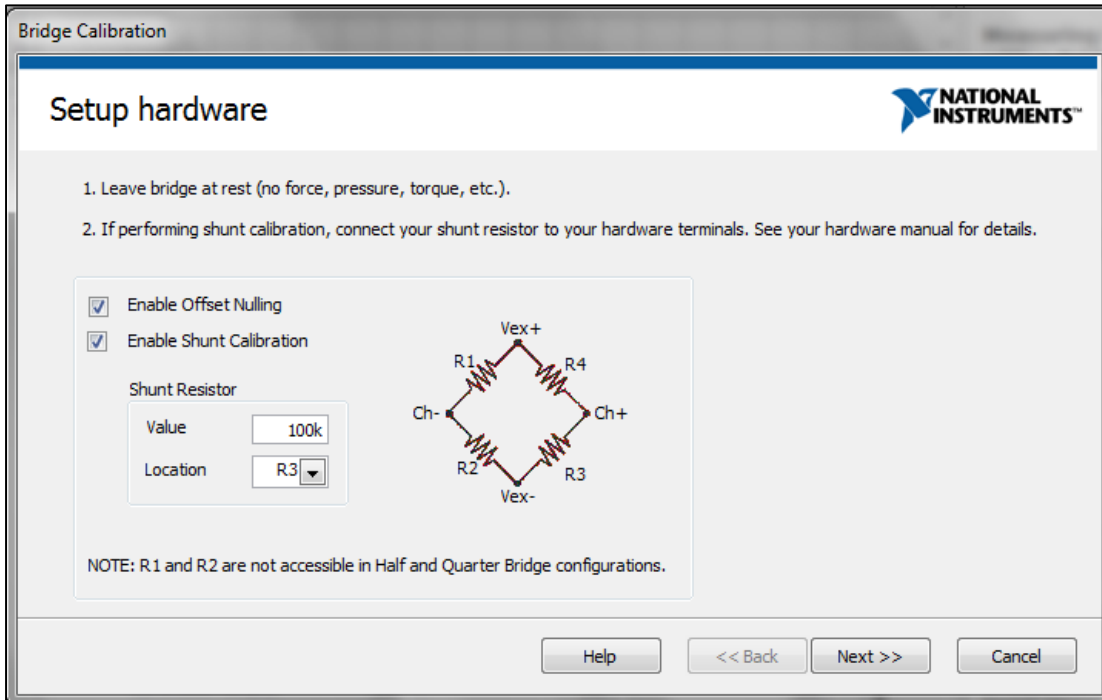 Bridge Calibration
Setup hardware
NATIONAL
INSTRUMENTS™
1. Leave bridge at rest (no force, pressure, torque, etc.).
2. If performing shunt calibration, connect your shunt resistor to your hardware terminals. See your hardware manual for details.
Enable Offset Nulling
Enable Shunt Calibration
Shunt Resistor
Value 100k
Location R3
Vex+
R1 R4
Ch- Ch+
R2 R3
Vex-
NOTE: R1 and R2 are not accessible in Half and Quarter Bridge configurations.
Help << Back Next >> Cancel